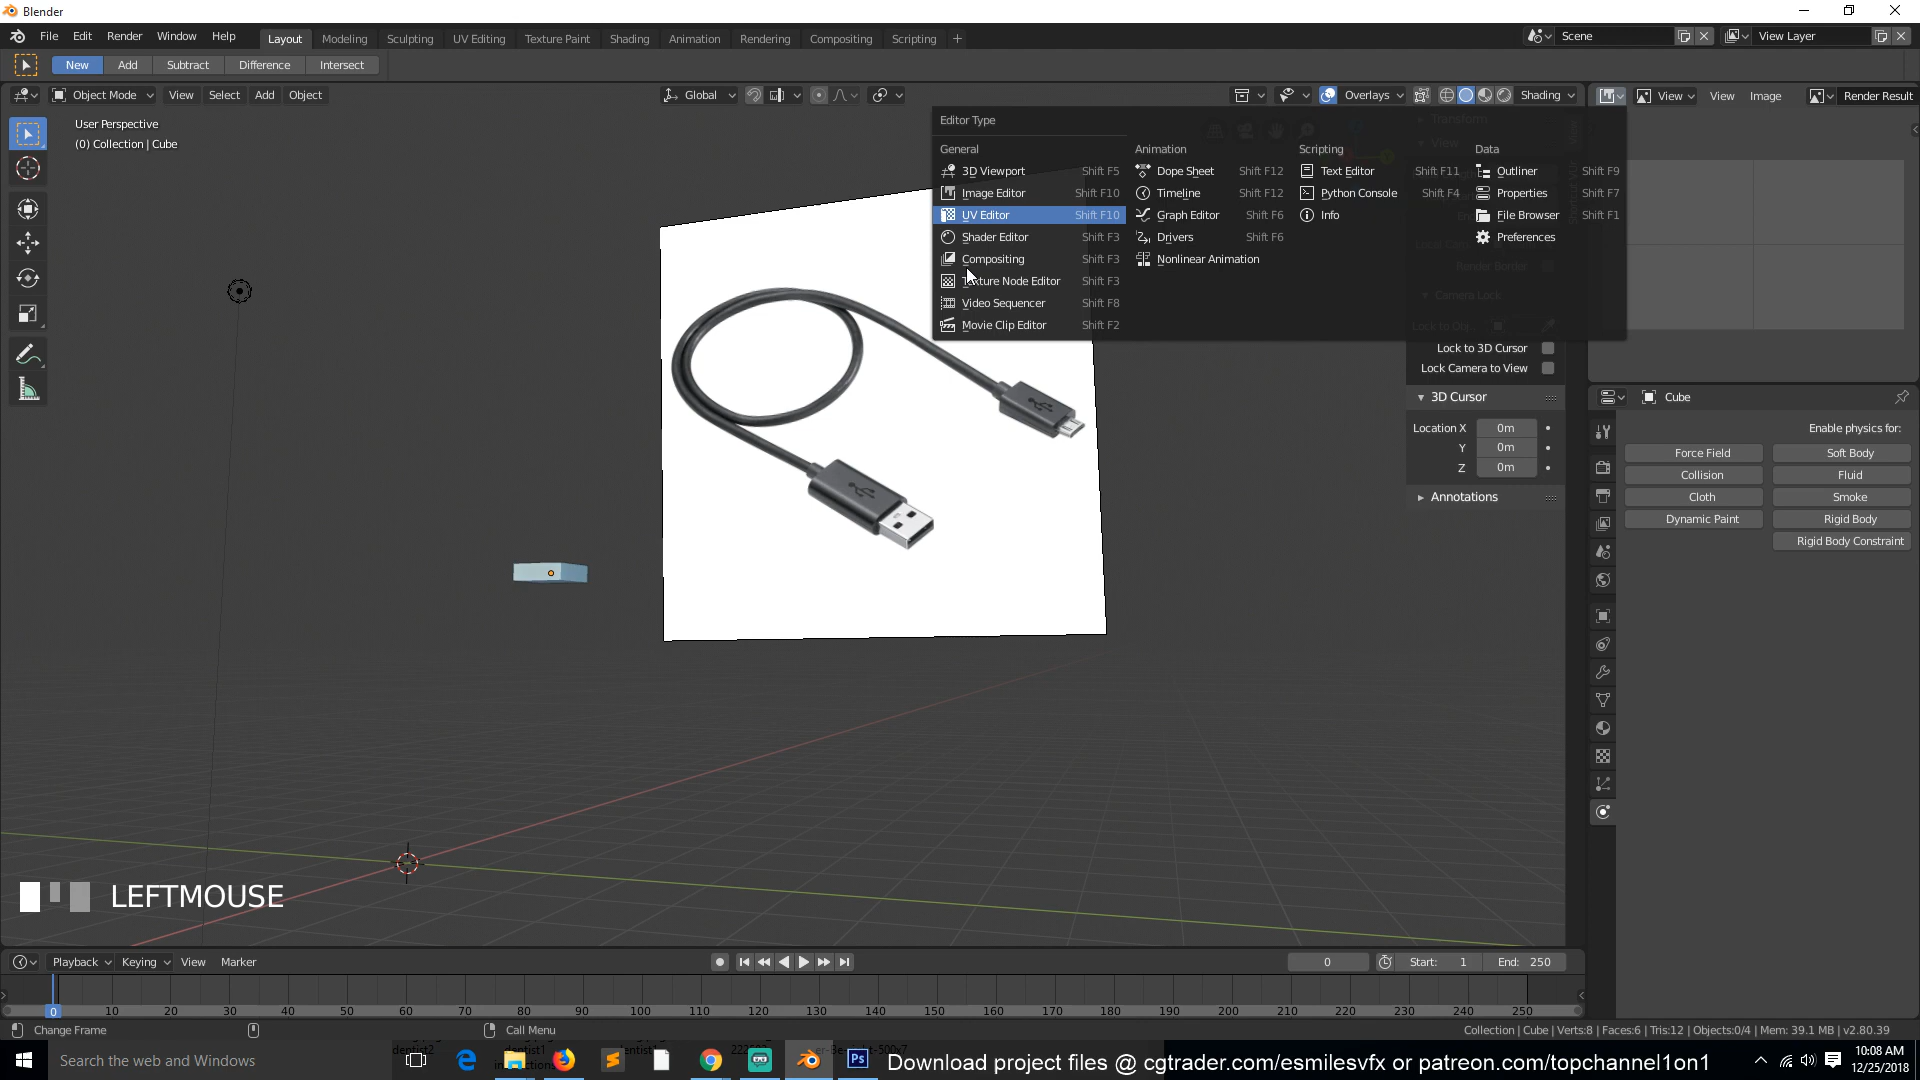 Blender
File Edit Render Window Help Layout Modeling Sculpting UV Editing Texture Paint Shading Animation Rendering Compositing Scripting + Scene View Layer
New Add Subtract Difference Intersect
Object Mode View Select Add Object Global Overlays Shading View View Image Render Result
User Perspective
(0) Collection | Cube
Editor Type
General Animation Scripting Data
3D Viewport Shift F5 Dope Sheet Shift F12 Text Editor Shift F11 Outliner Shift F9
Image Editor Shift F10 Timeline Shift F12 Python Console Shift F4 Properties Shift F7
UV Editor Shift F10 Graph Editor Shift F6 Info File Browser Shift F1
Shader Editor Shift F3 Drivers Shift F6 Preferences
Compositing Shift F3 Nonlinear Animation
Texture Node Editor Shift F3
Video Sequencer Shift F8
Movie Clip Editor Shift F2
Transform
View
Render Border
Camera Lock
Lock to Obj...
Lock to 3D Cursor
Lock Camera to View
3D Cursor
Location X 0m
Y 0m
Z 0m
Annotations
Cube
Enable physics for:
Force Field Soft Body
Collision Fluid
Cloth Smoke
Dynamic Paint Rigid Body
Rigid Body Constraint
LEFTMOUSE
Playback Keying View Marker 0 Start: 1 End: 250
0 10 20 30 40 50 60 70 80 90 100 110 120 130 140 150 160 170 180 190 200 210 220 230 240 250
Change Frame Call Menu Collection | Cube | Verts:8 | Faces:6 | Tris:12 | Objects:0/4 | Mem: 39.1 MB | v2.80.39
Search the web and Windows
Download project files @ cgtrader.com/esmilesvfx or patreon.com/topchannel1on1
10:08 AM
12/25/2018